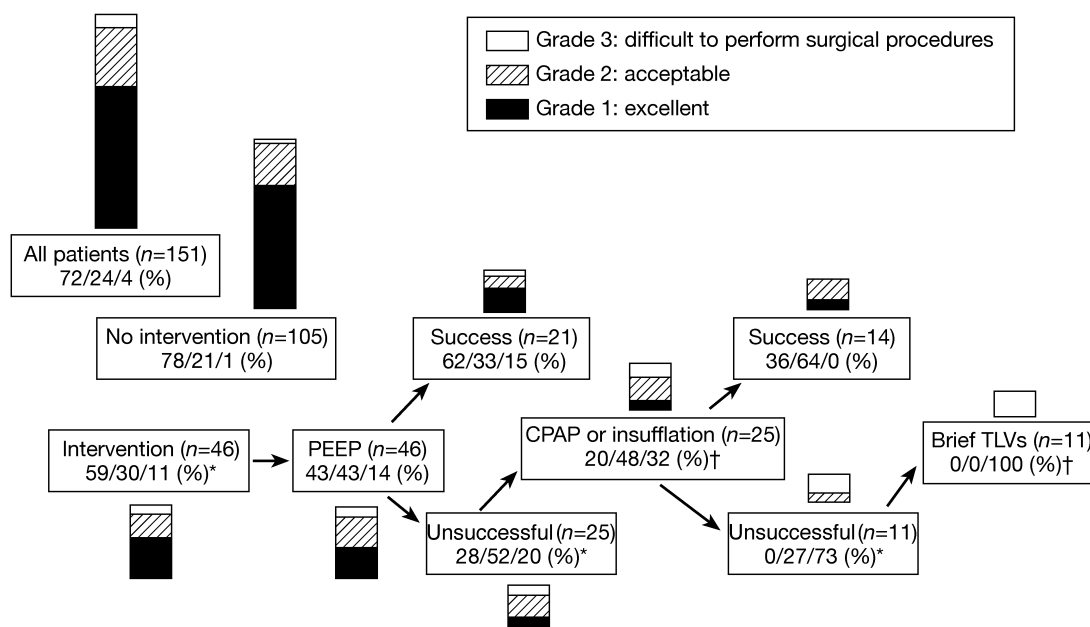 Grade 3: difficult to perform surgical procedures
Grade 2: acceptable
Grade 1: excellent
All patients (n=151)
72/24/4 (%)
No intervention (n=105)
78/21/1 (%)
Success (n=21)
62/33/15 (%)
Success (n=14)
36/64/0 (%)
Intervention (n=46)
59/30/11 (%)*
PEEP (n=46)
43/43/14 (%)
CPAP or insufflation (n=25)
20/48/32 (%)†
Brief TLVs (n=11)
0/0/100 (%)†
Unsuccessful (n=25)
28/52/20 (%)*
Unsuccessful (n=11)
0/27/73 (%)*